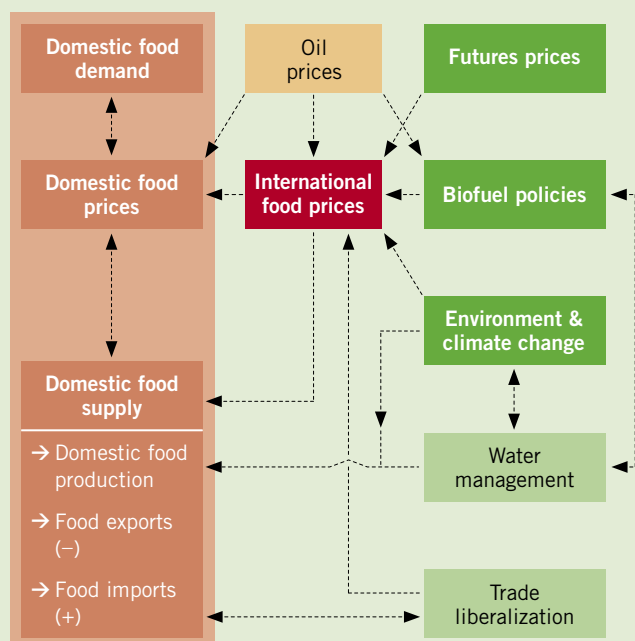 Domestic food
demand
Oil
prices
Futures prices
Domestic food
prices
International
food prices
Biofuel policies
Environment &
climate change
Domestic food
supply
→ Domestic food
production
→ Food exports
(–)
→ Food imports
(+)
Water
management
Trade
liberalization